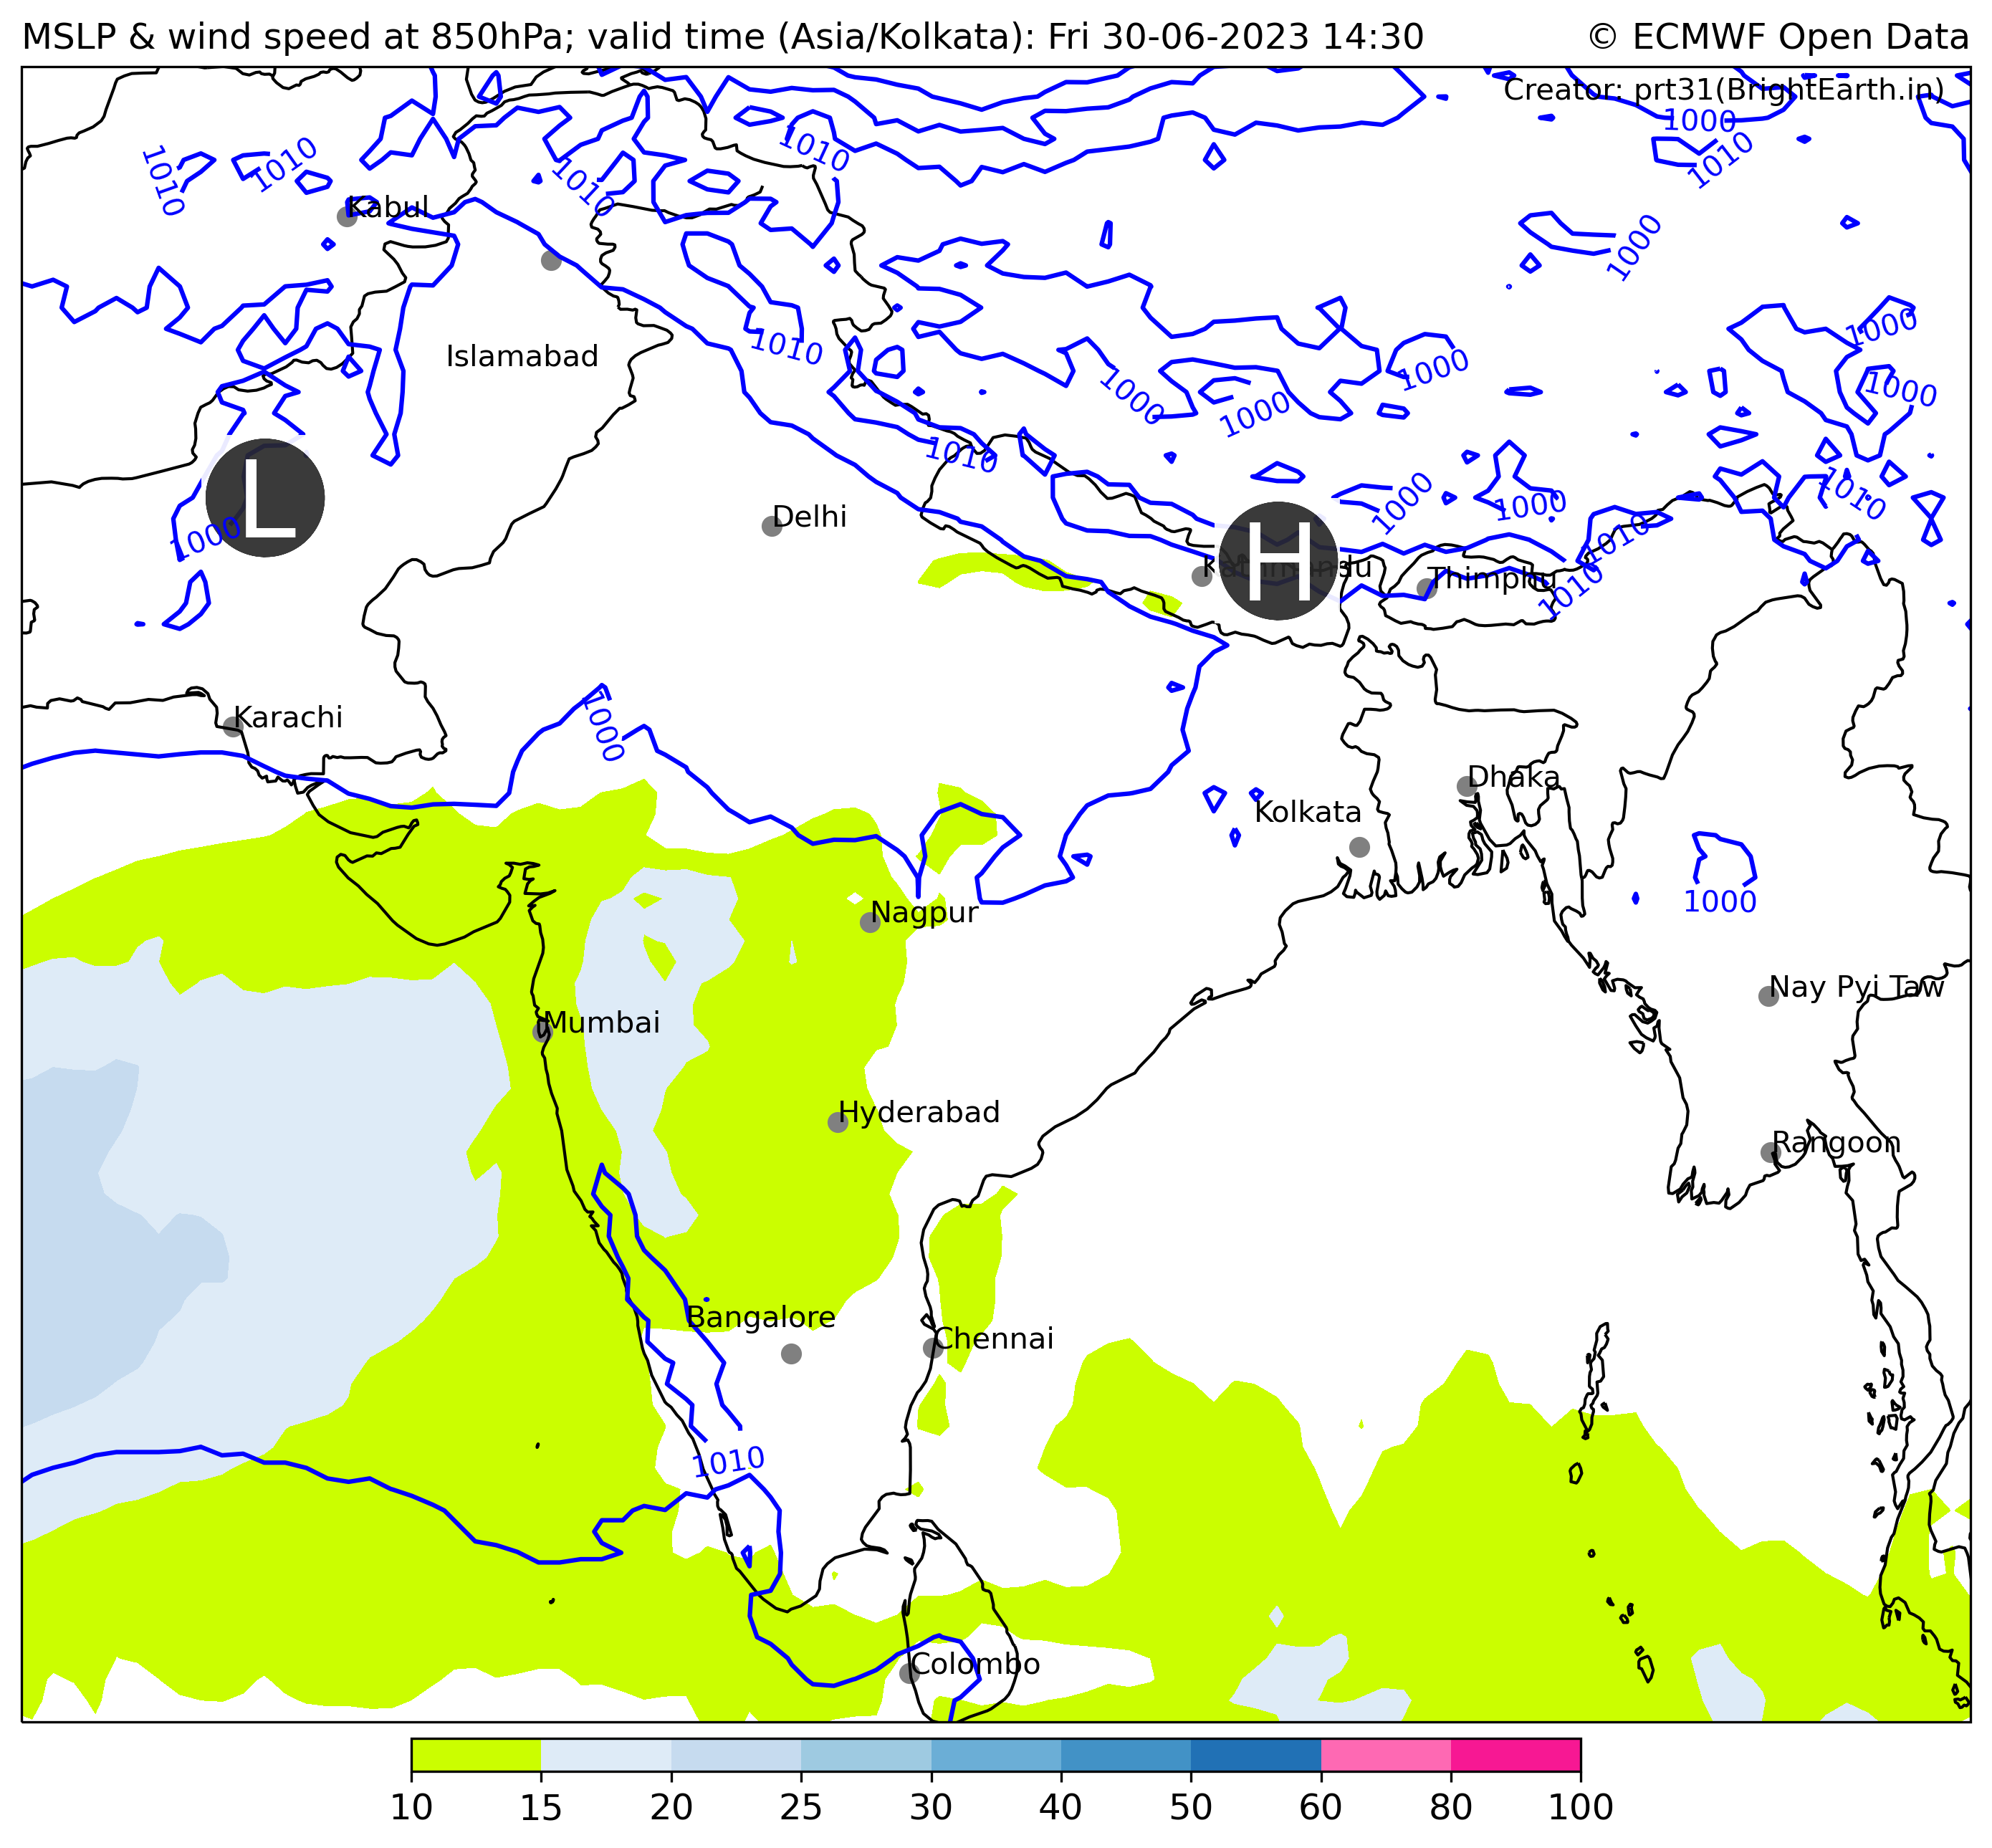 MSLP & wind speed at 850hPa; valid time (Asia/Kolkata): Fri 30-06-2023 14:30
© ECMWF Open Data
Creator: prt31(BrightEarth.in)
1000
1010
1010
1010
1010
1010
Kabul
1000
1000
Islamabad
1010
1000
1000
1000
1000
1010
L
1000
Delhi
1000
1000
1010
1010
H
Kathmandu
Thimphu
1010
Karachi
1000
Dhaka
Kolkata
1000
Nagpur
Nay Pyi Taw
Mumbai
Hyderabad
Rangoon
Bangalore
Chennai
1010
Colombo
10 15 20 25 30 40 50 60 80 100